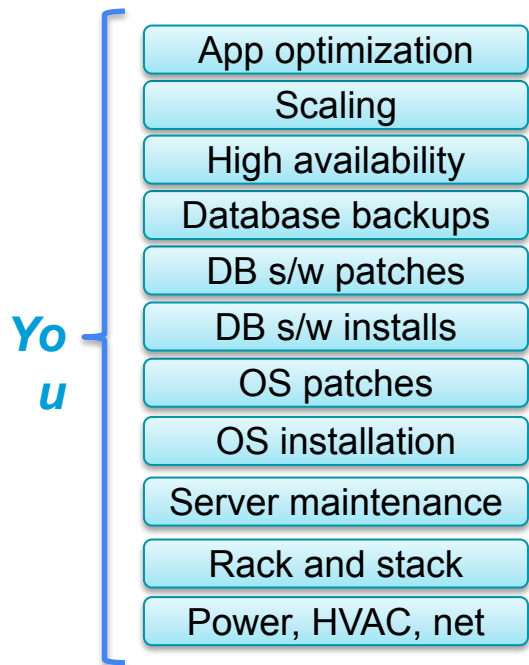 App optimization
Scaling
High availability
Database backups
DB s/w patches
DB s/w installs
Yo
u
OS patches
OS installation
Server maintenance
Rack and stack
Power, HVAC, net